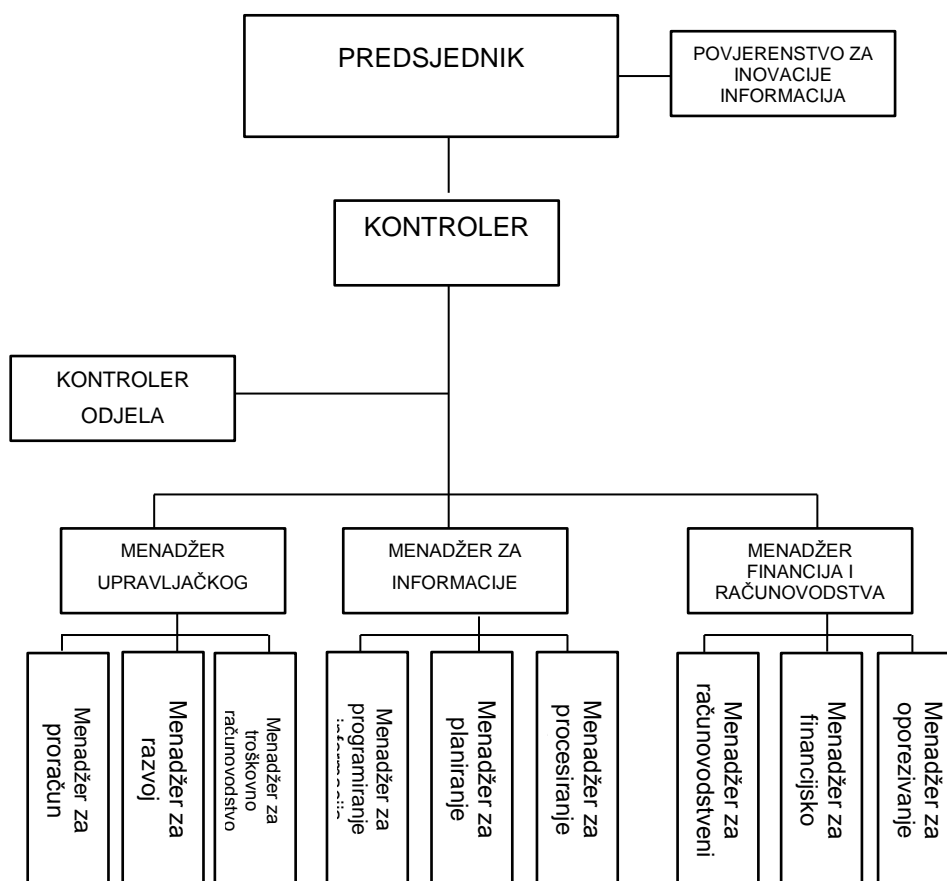 PREDSJEDNIK
POVJERENSTVO ZA
INOVACIJE
INFORMACIJA
KONTROLER
KONTROLER
ODJELA
MENADŽER
UPRAVLJAČKOG
MENADŽER ZA
INFORMACIJE
MENADŽER
FINANCIJA I
RAČUNOVODSTVA
Menadžer za
proračun
Menadžer za
razvoj
Menadžer za
troškovno
računovodstvo
Menadžer za
programiranje
Menadžer za
planiranje
Menadžer za
procesiranje
Menadžer za
računovodstveni
Menadžer za
financijsko
Menadžer za
oporezivanje